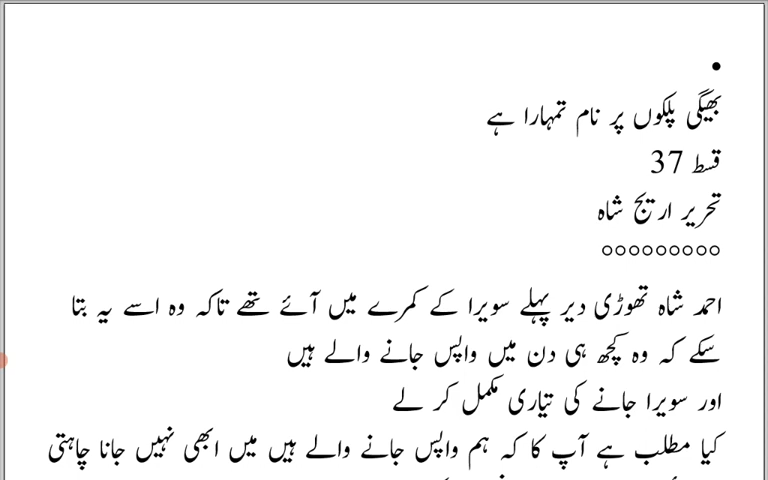 •
بھیگی پلکوں پر نام تمہارا ہے
قسط 37
تحریر اریج شاہ
○○○○○○○○○
احمد شاہ تھوڑی دیر پہلے سویرا کے کمرے میں آئے تھے تاکہ وہ اسے یہ بتا
سکے کہ وہ کچھ ہی دن میں واپس جانے والے ہیں
اور سویرا جانے کی تیاری مکمل کر لے
کیا مطلب ہے آپ کا کہ ہم واپس جانے والے ہیں میں ابھی نہیں جانا چاہتی